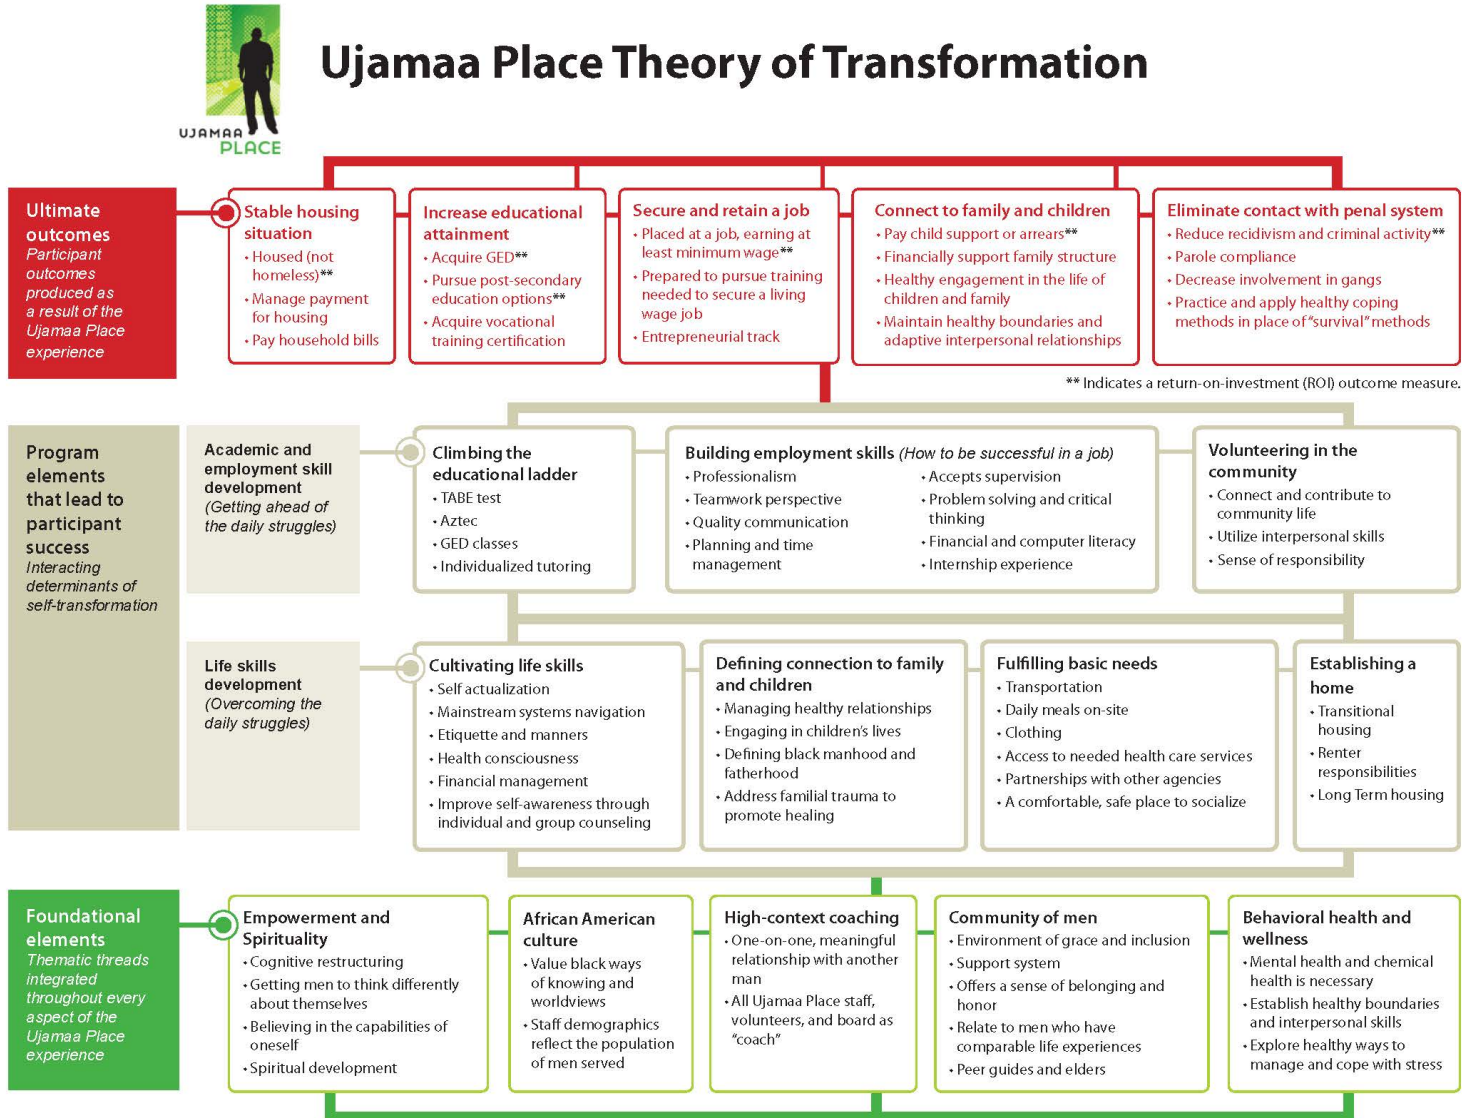 UJAMAA
PLACE
Ujamaa Place Theory of Transformation
Ultimate
outcomes
Participant
outcomes
produced as
a result of the
Ujamaa Place
experience
Stable housing
situation
• Housed (not
homeless)**
• Manage payment
for housing
• Pay household bills
Increase educational
attainment
• Acquire GED**
• Pursue post-secondary
education options**
• Acquire vocational
training certification
Secure and retain a job
• Placed at a job, earning at
least minimum wage**
• Prepared to pursue training
needed to secure a living
wage job
• Entrepreneurial track
Connect to family and children
• Pay child support or arrears**
• Financially support family structure
• Healthy engagement in the life of
children and family
• Maintain healthy boundaries and
adaptive interpersonal relationships
Eliminate contact with penal system
• Reduce recidivism and criminal activity**
• Parole compliance
• Decrease involvement in gangs
• Practice and apply healthy coping
methods in place of “survival” methods
** Indicates a return-on-investment (ROI) outcome measure.
Program
elements
that lead to
participant
success
Interacting
determinants of
self-transformation
Academic and
employment skill
development
(Getting ahead of
the daily struggles)
Climbing the
educational ladder
• TABE test
• Aztec
• GED classes
• Individualized tutoring
Building employment skills (How to be successful in a job)
• Professionalism
• Teamwork perspective
• Quality communication
• Planning and time
management
• Accepts supervision
• Problem solving and critical
thinking
• Financial and computer literacy
• Internship experience
Volunteering in the
community
• Connect and contribute to
community life
• Utilize interpersonal skills
• Sense of responsibility
Life skills
development
(Overcoming the
daily struggles)
Cultivating life skills
• Self actualization
• Mainstream systems navigation
• Etiquette and manners
• Health consciousness
• Financial management
• Improve self-awareness through
individual and group counseling
Defining connection to family
and children
• Managing healthy relationships
• Engaging in children’s lives
• Defining black manhood and
fatherhood
• Address familial trauma to
promote healing
Fulfilling basic needs
• Transportation
• Daily meals on-site
• Clothing
• Access to needed health care services
• Partnerships with other agencies
• A comfortable, safe place to socialize
Establishing a
home
• Transitional
housing
• Renter
responsibilities
• Long Term housing
Foundational
elements
Thematic threads
integrated
throughout every
aspect of the
Ujamaa Place
experience
Empowerment and
Spirituality
• Cognitive restructuring
• Getting men to think differently
about themselves
• Believing in the capabilities of
oneself
• Spiritual development
African American
culture
• Value black ways
of knowing and
worldviews
• Staff demographics
reflect the population
of men served
High-context coaching
• One-on-one, meaningful
relationship with another
man
• All Ujamaa Place staff,
volunteers, and board as
“coach”
Community of men
• Environment of grace and inclusion
• Support system
• Offers a sense of belonging and
honor
• Relate to men who have
comparable life experiences
• Peer guides and elders
Behavioral health and
wellness
• Mental health and chemical
health is necessary
• Establish healthy boundaries
and interpersonal skills
• Explore healthy ways to
manage and cope with stress